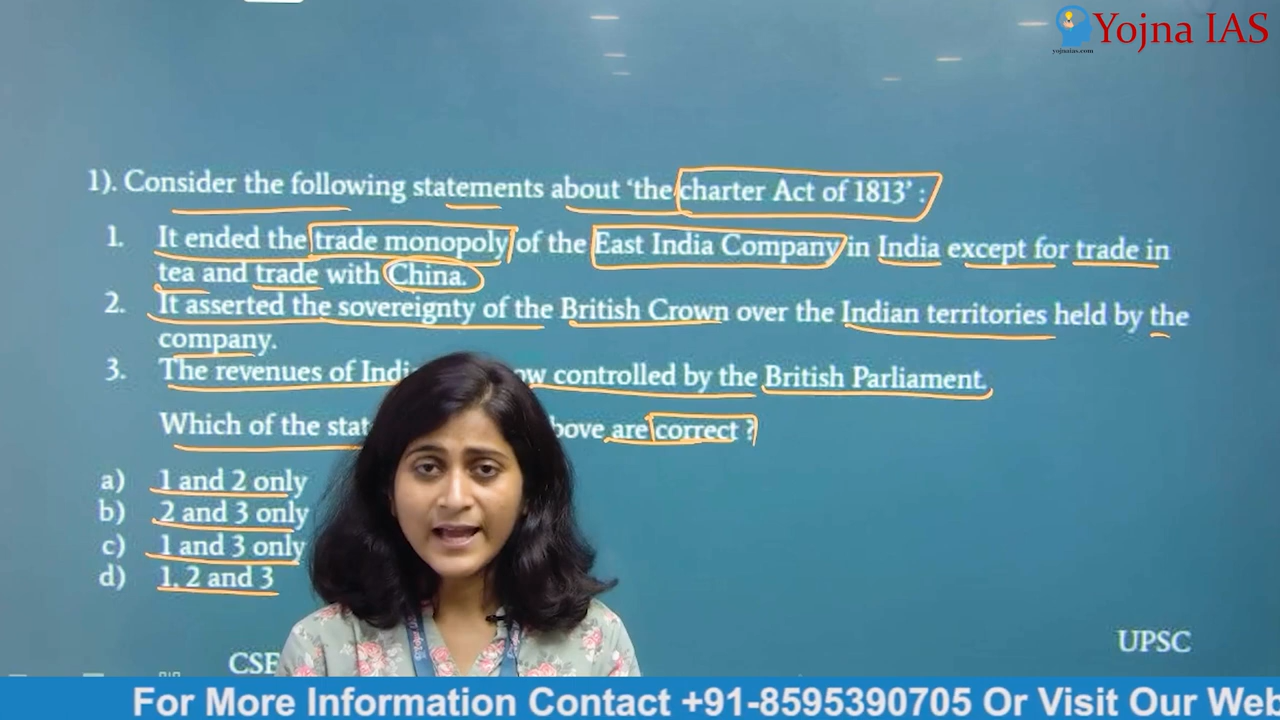 Yojna IAS
yojnaias.com
1). Consider the following statements about 'the charter Act of 1813' :
1. It ended the trade monopoly of the East India Company in India except for trade in
tea and trade with China.
2. It asserted the sovereignty of the British Crown over the Indian territories held by the
company.
3. The revenues of Indi ow controlled by the British Parliament.
Which of the stat bove are correct ?
a) 1 and 2 only
b) 2 and 3 only
c) 1 and 3 only
d) 1, 2 and 3
UPSC
CSE
For More Information Contact +91-8595390705 Or Visit Our Web